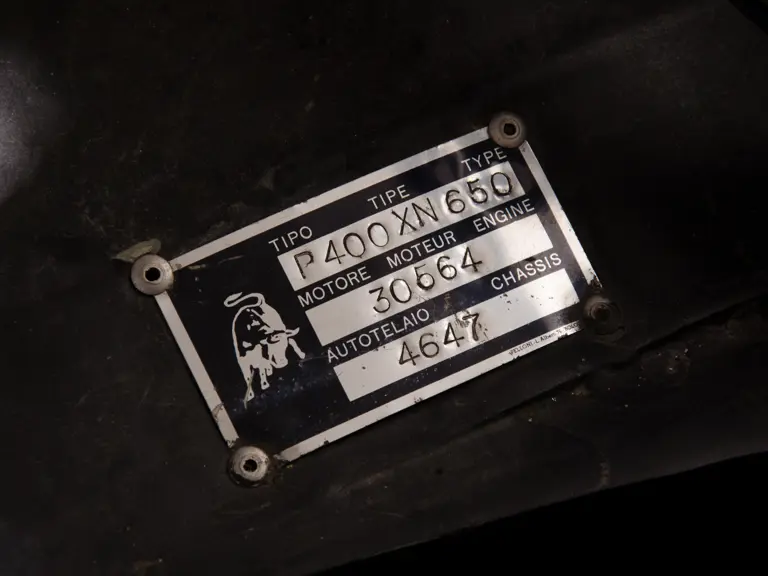 TIPO TIPE TYPE
P400 XN 650
MOTORE MOTEUR ENGINE
30564
AUTOTELAIO CHASSIS
4647